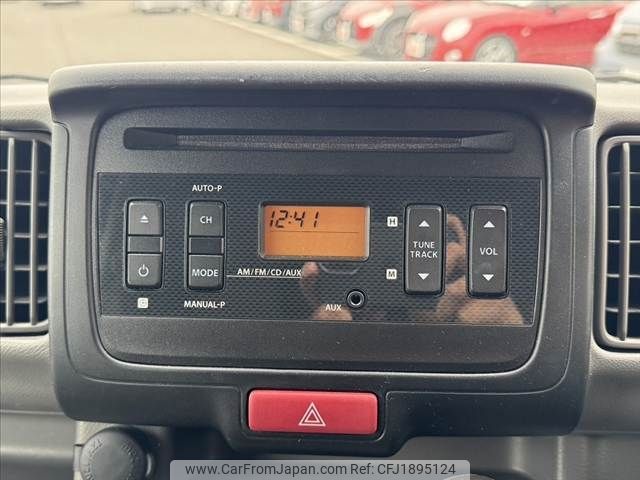 AUTO-P
CH
12:41
H
TUNE
TRACK
VOL
MODE
AM/FM/CD/AUX
M
MANUAL-P
AUX
www.CarFromJapan.com Ref:CFJ1895124